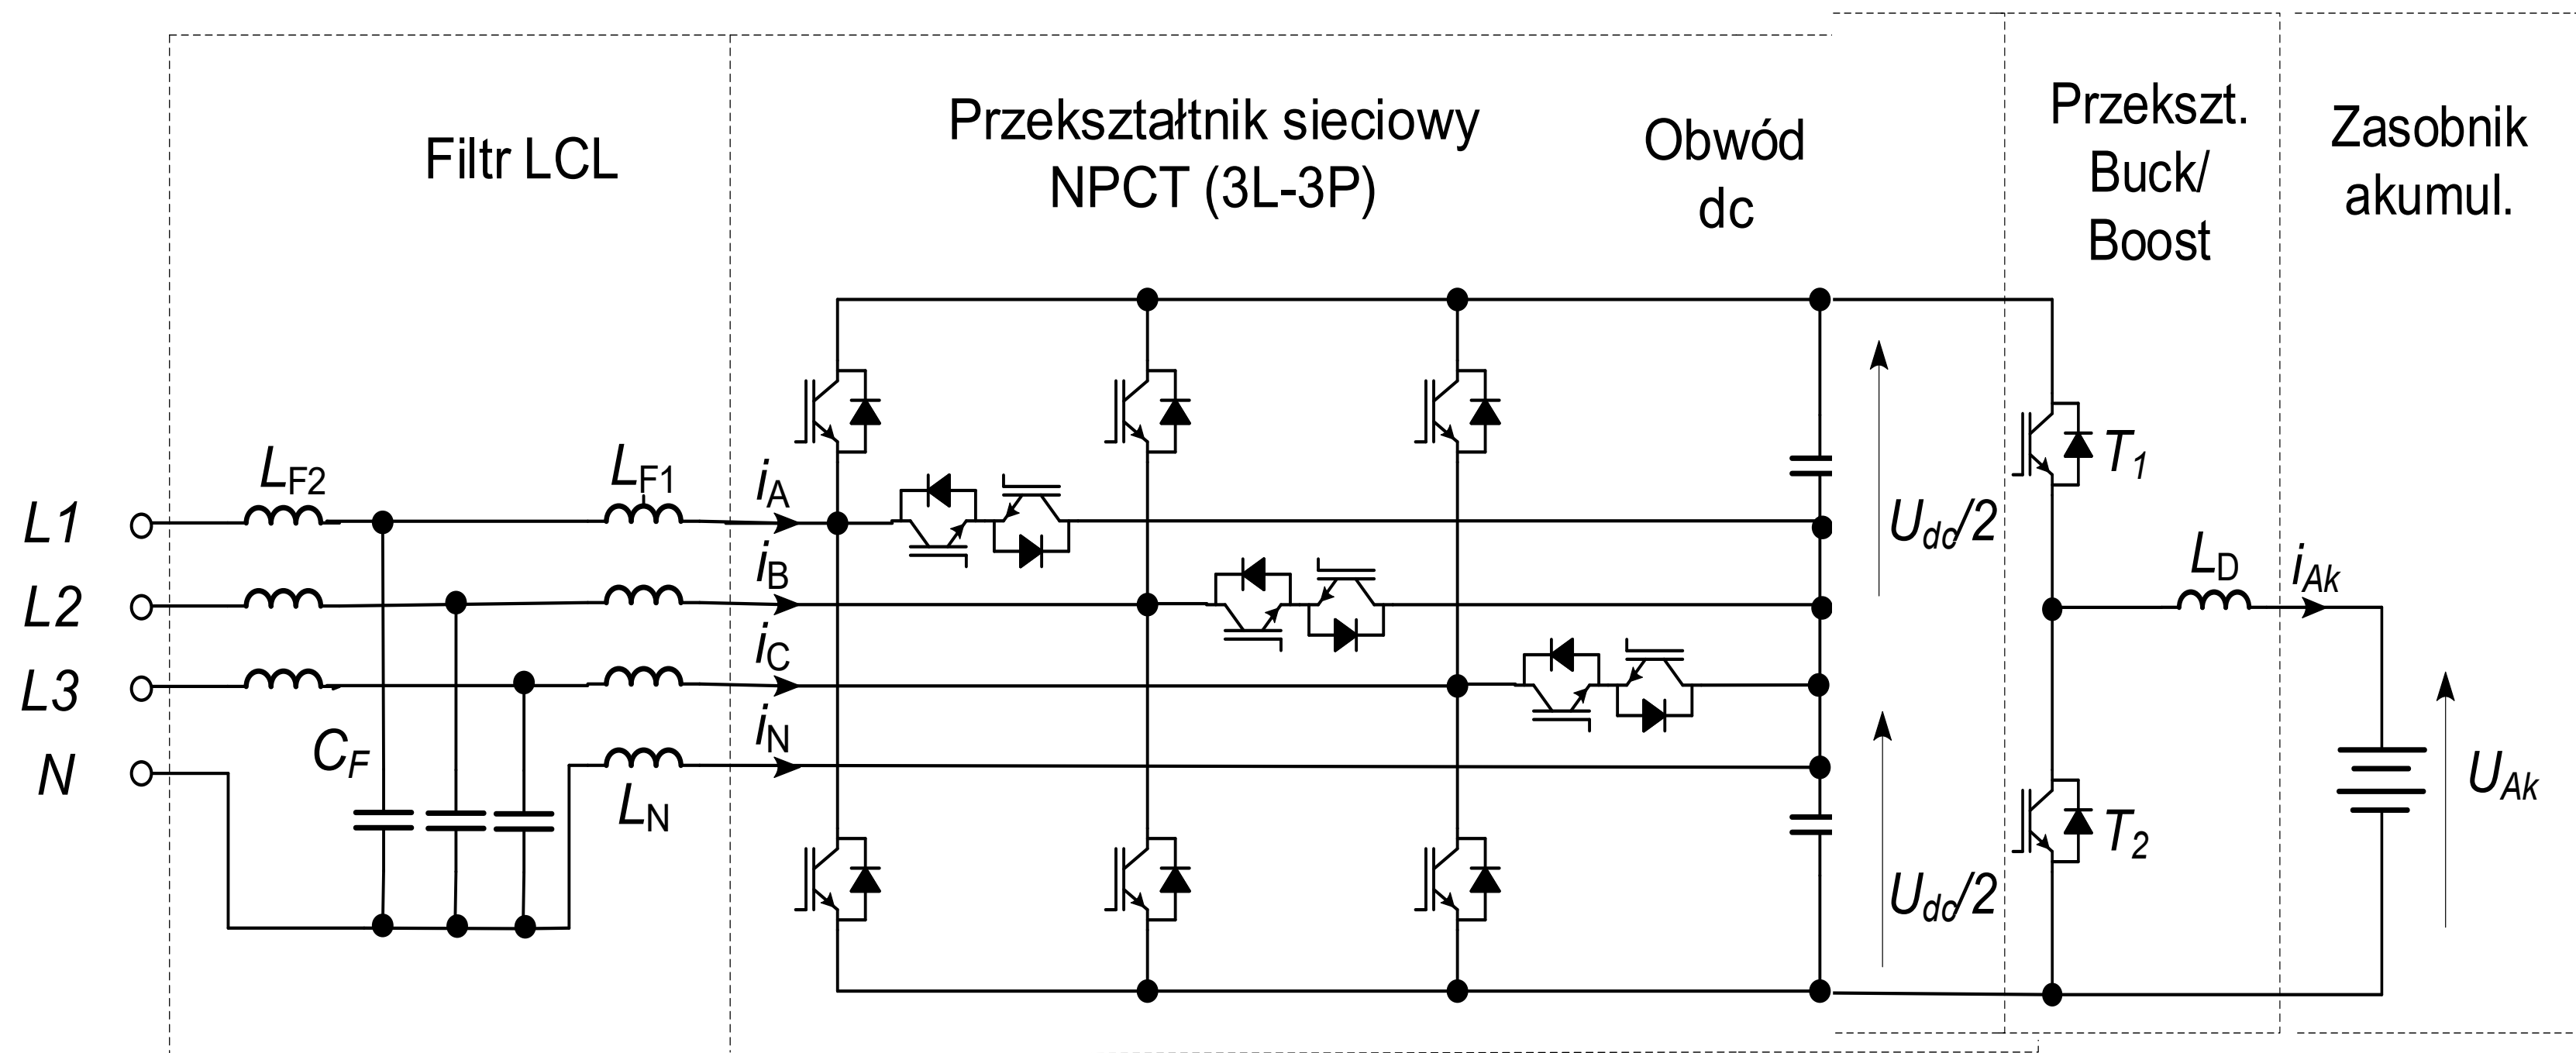 Filtr LCL
Przekształtnik sieciowy
NPCT (3L-3P)
Obwód
dc
Przekszt.
Buck/
Boost
Zasobnik
akumul.
L1
L2
L3
N
LF2
LF1
CF
LN
iA
iB
iC
iN
Udc/2
Udc/2
T1
T2
LD
iAk
UAk